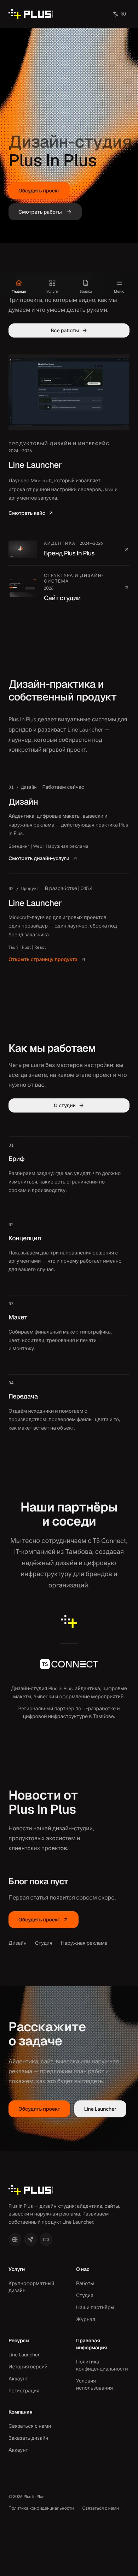 PLUS
RU
Дизайн-студия
Plus In Plus
Обсудить проект
Смотреть работы
Главная
Услуги
Заявка
Меню
Три проекта, по которым видно, как мы
думаем и что умеем делать руками.
Все работы
ПРОДУКТОВЫЙ ДИЗАЙН И ИНТЕРФЕЙС
2024—2026
Line Launcher
Лаунчер Minecraft, который избавляет
игрока от ручной настройки серверов, Java и
артефактов запуска.
Смотреть кейс
АЙДЕНТИКА 2024—2026
Бренд Plus In Plus
СТРУКТУРА И ДИЗАЙН-
СИСТЕМА
2026
Сайт студии
Дизайн-практика и
собственный продукт
Plus In Plus делает визуальные системы для
брендов и развивает Line Launcher —
лаунчер, который собирается под
конкретный игровой проект.
01 / Дизайн Работаем сейчас
Дизайн
Айдентика, цифровые макеты, вывески и
наружная реклама — действующая практика Plus
In Plus.
Брендинг | Web | Наружная реклама
Смотреть дизайн-услуги
02 / Продукт В разработке | 0.15.4
Line Launcher
Minecraft лаунчер для игровых проектов:
один провайдер — один лаунчер, сборка под
бренд заказчика.
Tauri | Rust | React
Открыть страницу продукта
Как мы работаем
Четыре шага без мастерской настройки: вы
всегда знаете, на каком этапе проект и что
нужно от вас.
О студии
01
Бриф
Разбираем задачу: где вас увидят, что должно
измениться, какие есть ограничения по
срокам и производству.
02
Концепция
Показываем два-три направления решения с
аргументами — что и почему работает именно
для вашего случая.
03
Макет
Собираем финальный макет: типографика,
цвет, носители, требования к печати
и монтажу.
04
Передача
Отдаём исходники и помогаем с
производством: проверяем файлы, цвета и то,
как макет встаёт на объект.
Наши партнёры
и соседи
Мы тесно сотрудничаем с TS Connect,
IT-компанией из Тамбова, создавая
надёжный дизайн и цифровую
инфраструктуру для брендов и
организаций.
TS CONNECT
Дизайн-студия Plus In Plus: айдентика, цифровые
макеты, вывески и оформление мероприятий.
Региональный партнёр по IT-разработке и
цифровой инфраструктуре в Тамбове.
Новости от
Plus In Plus
Новости нашей дизайн-студии,
продуктовых экосистем и
клиентских проектов.
Блог пока пуст
Первая статья появится совсем скоро.
Обсудить проект
Дизайн Студия Наружная реклама
Расскажите
о задаче
Айдентика, сайт, вывеска или наружная
реклама — предложим план работ и
покажем, как это будет выглядеть.
Обсудить проект
Line Launcher
PLUS
Plus In Plus — дизайн-студия: айдентика, сайты,
вывески и наружная реклама. Развиваем
собственный продукт Line Launcher.
Услуги
Крупноформатный
дизайн
О нас
Работы
Студия
Наши партнёры
Журнал
Ресурсы
Line Launcher
История версий
Аккаунт
Регистрация
Правовая
информация
Политика
конфиденциальности
Условия
использования
Компания
Связаться с нами
Заказать дизайн
Аккаунт
© 2026 Plus In Plus
Политика конфиденциальности Связаться с нами